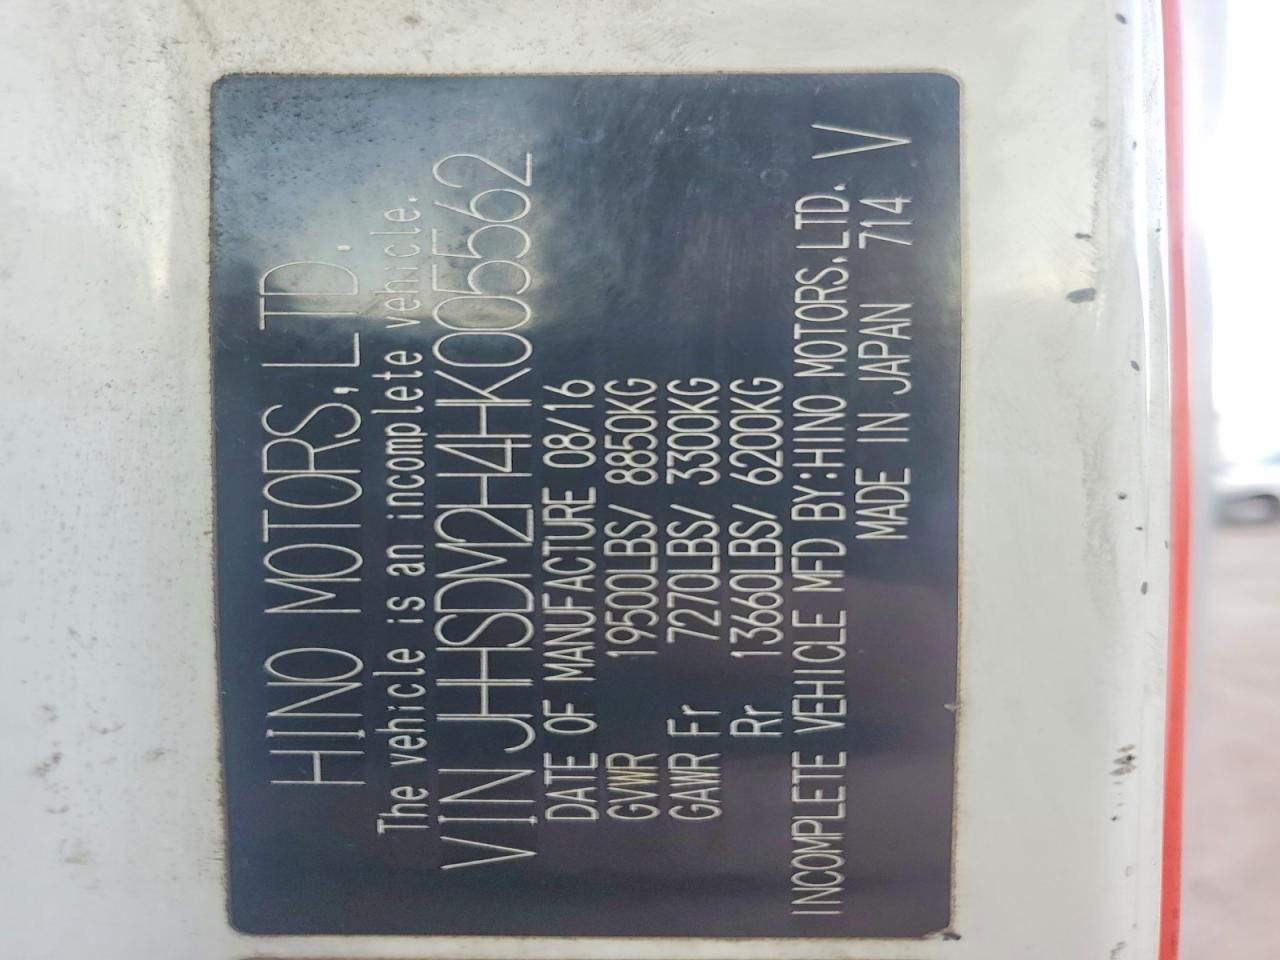 HINO MOTORS,LTD.
The vehicle is an incomplete vehicle.
VIN JHHSDM2H4HK005562
DATE OF MANUFACTURE 08/16
GVWR 19500LBS/ 8850KG
GAWR Fr 7270LBS/ 3300KG
Rr 13660LBS/ 6200KG
INCOMPLETE VEHICLE MFD BY:HINO MOTORS,LTD.
MADE IN JAPAN 714 V